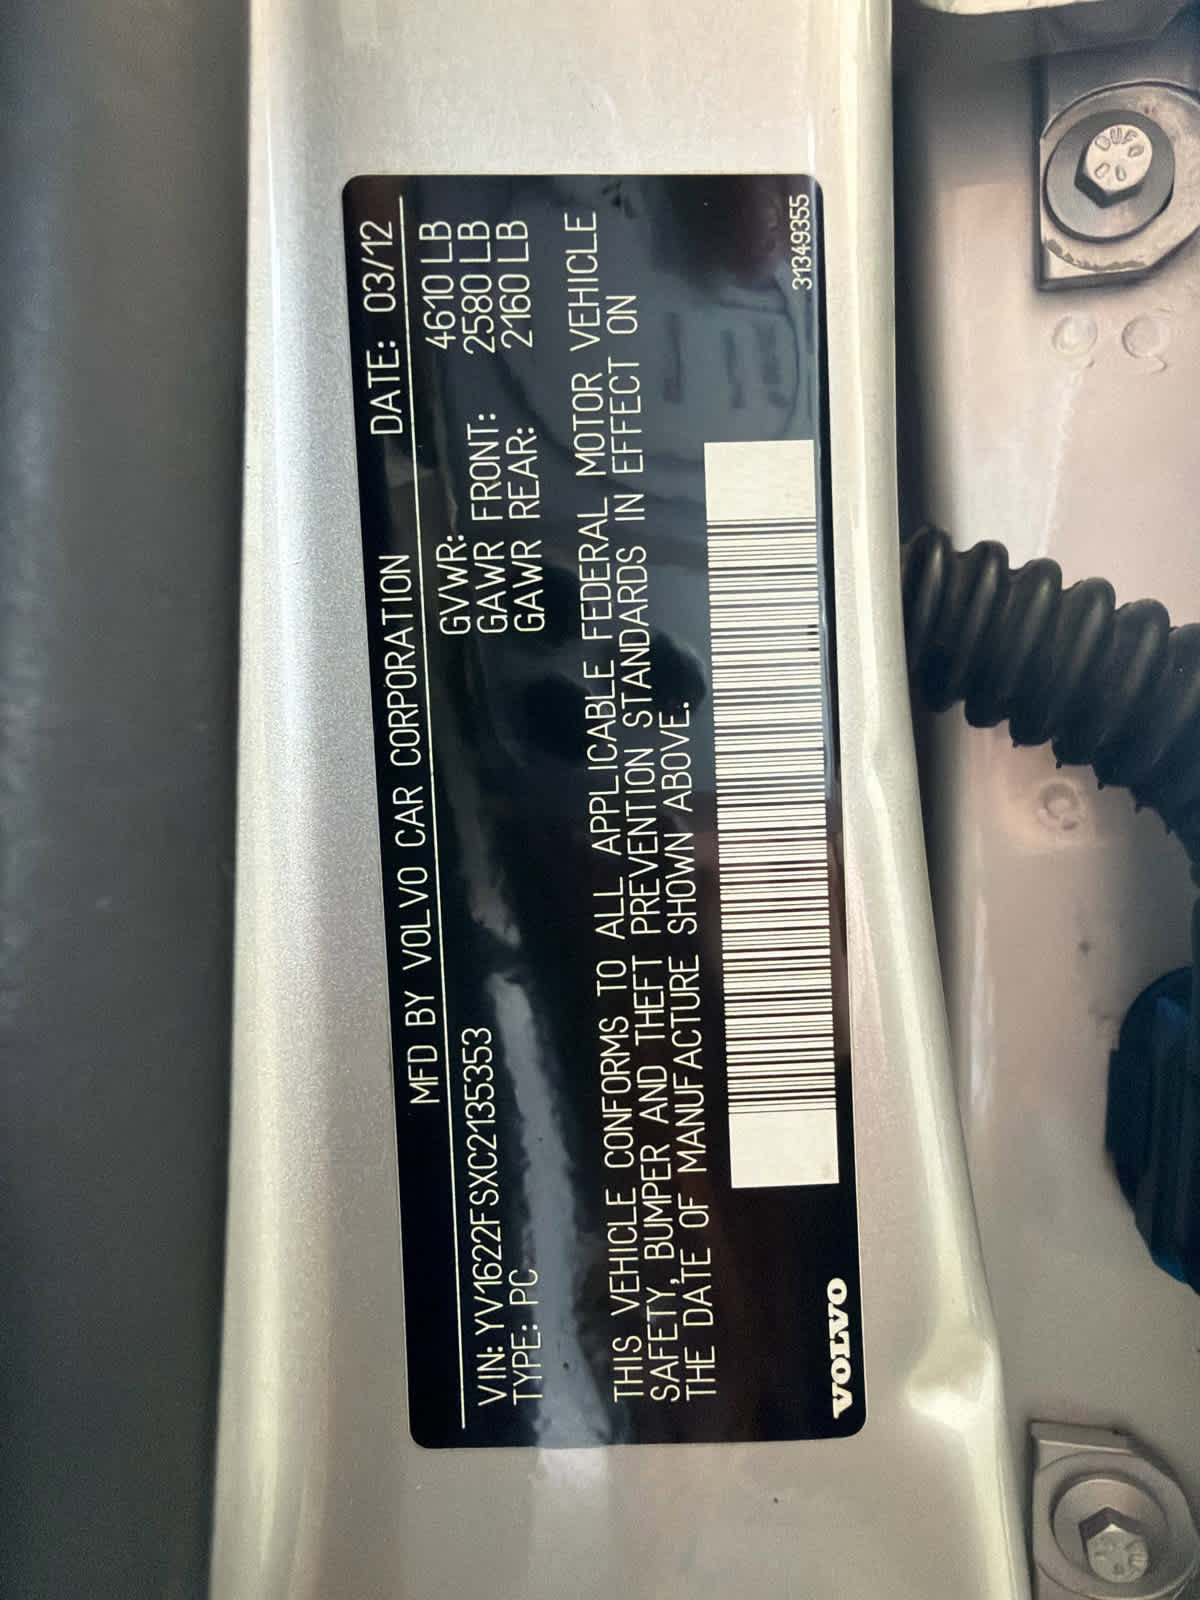 MFD BY VOLVO CAR CORPORATION DATE: 03/12
VIN: YV1622FSXC2135353 GVWR: 4610 LB
TYPE: PC GAWR FRONT: 2580 LB
GAWR REAR: 2160 LB
THIS VEHICLE CONFORMS TO ALL APPLICABLE FEDERAL MOTOR VEHICLE
SAFETY, BUMPER AND THEFT PREVENTION STANDARDS IN EFFECT ON
THE DATE OF MANUFACTURE SHOWN ABOVE.
VOLVO 31349355